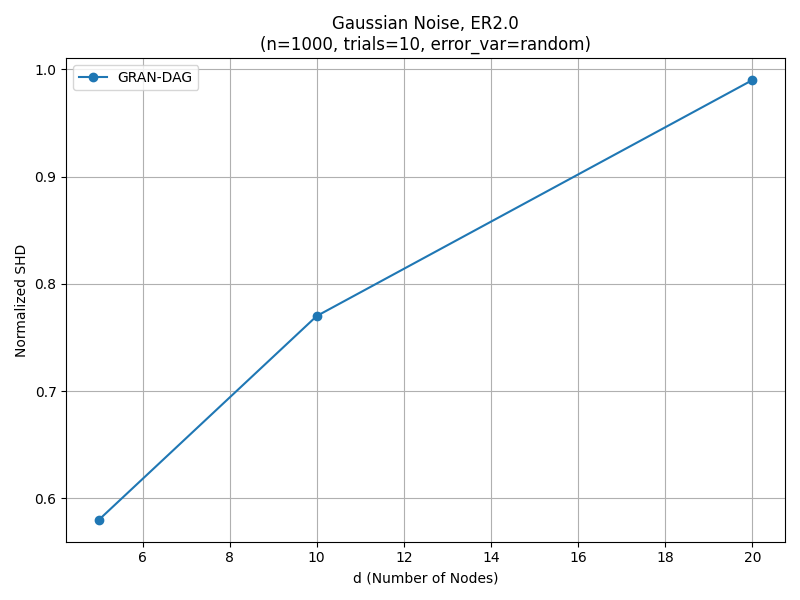 Gaussian Noise, ER2.0
(n=1000, trials=10, error_var=random)
GRAN-DAG
1.0
0.9
0.8
0.7
0.6
Normalized SHD
6 8 10 12 14 16 18 20
d (Number of Nodes)